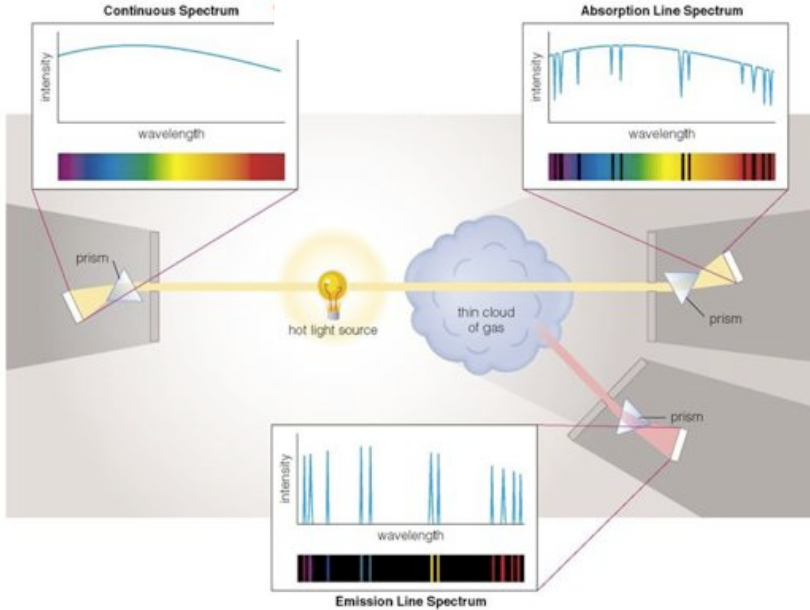 Continuous Spectrum
intensity
wavelength
Absorption Line Spectrum
intensity
wavelength
prism
hot light source
thin cloud
of gas
prism
prism
intensity
wavelength
Emission Line Spectrum